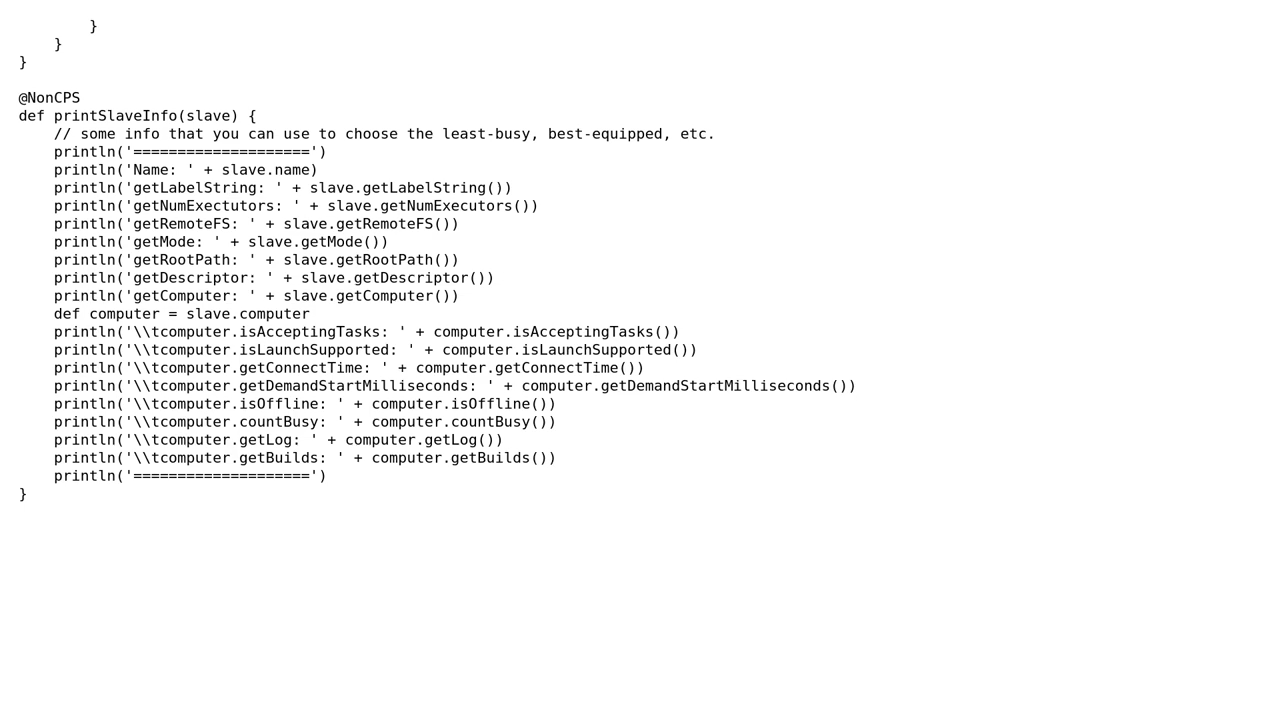 }
    }
}

@NonCPS
def printSlaveInfo(slave) {
    // some info that you can use to choose the least-busy, best-equipped, etc.
    println('====================')
    println('Name: ' + slave.name)
    println('getLabelString: ' + slave.getLabelString())
    println('getNumExectutors: ' + slave.getNumExecutors())
    println('getRemoteFS: ' + slave.getRemoteFS())
    println('getMode: ' + slave.getMode())
    println('getRootPath: ' + slave.getRootPath())
    println('getDescriptor: ' + slave.getDescriptor())
    println('getComputer: ' + slave.getComputer())
    def computer = slave.computer
    println('\\tcomputer.isAcceptingTasks: ' + computer.isAcceptingTasks())
    println('\\tcomputer.isLaunchSupported: ' + computer.isLaunchSupported())
    println('\\tcomputer.getConnectTime: ' + computer.getConnectTime())
    println('\\tcomputer.getDemandStartMilliseconds: ' + computer.getDemandStartMilliseconds())
    println('\\tcomputer.isOffline: ' + computer.isOffline())
    println('\\tcomputer.countBusy: ' + computer.countBusy())
    println('\\tcomputer.getLog: ' + computer.getLog())
    println('\\tcomputer.getBuilds: ' + computer.getBuilds())
    println('====================')
}